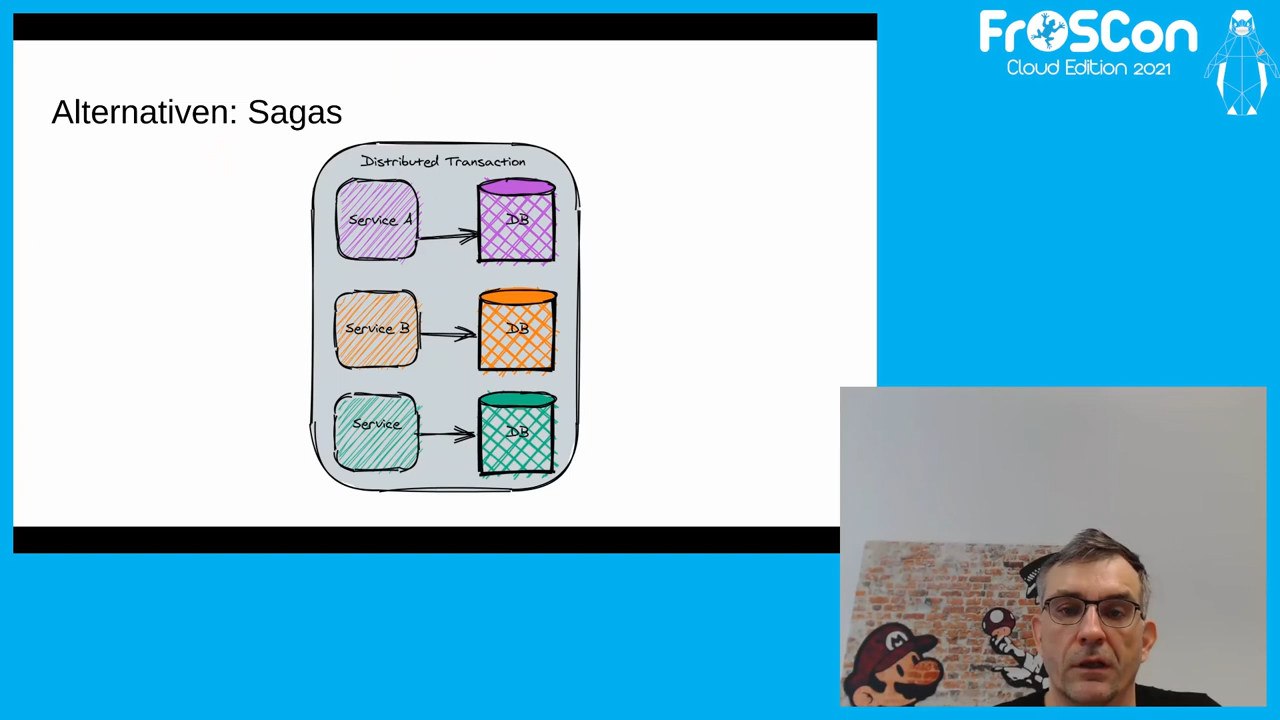 FrOSCon
Cloud Edition 2021
Alternativen: Sagas
Distributed Transaction
Service A
DB
Service B
DB
Service
DB
M